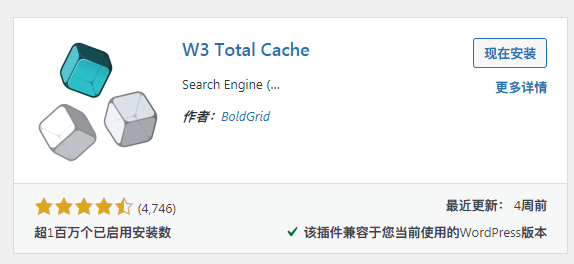 W3 Total Cache
现在安装
Search Engine (...
更多详情
作者：BoldGrid
(4,746)
最近更新： 4周前
超1百万个已启用安装数
该插件兼容于您当前使用的WordPress版本